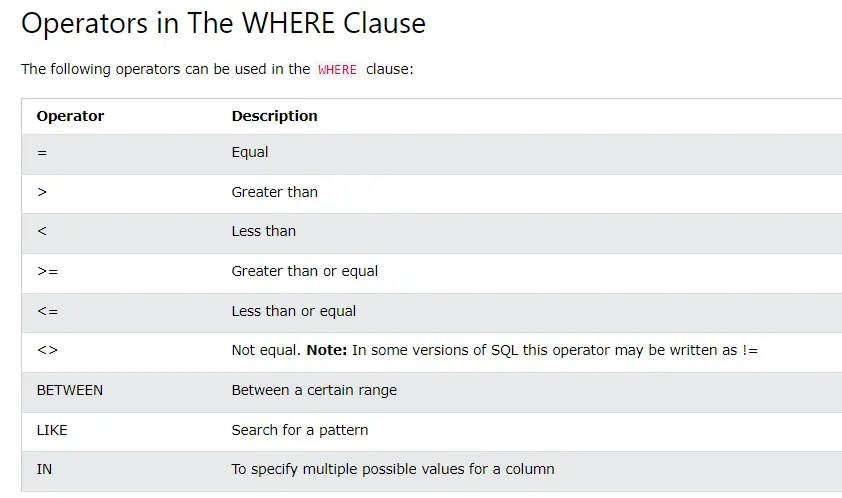 Operators in The WHERE Clause
The following operators can be used in the WHERE clause:
Operator Description
= Equal
> Greater than
< Less than
>= Greater than or equal
<= Less than or equal
<> Not equal. Note: In some versions of SQL this operator may be written as !=
BETWEEN Between a certain range
LIKE Search for a pattern
IN To specify multiple possible values for a column